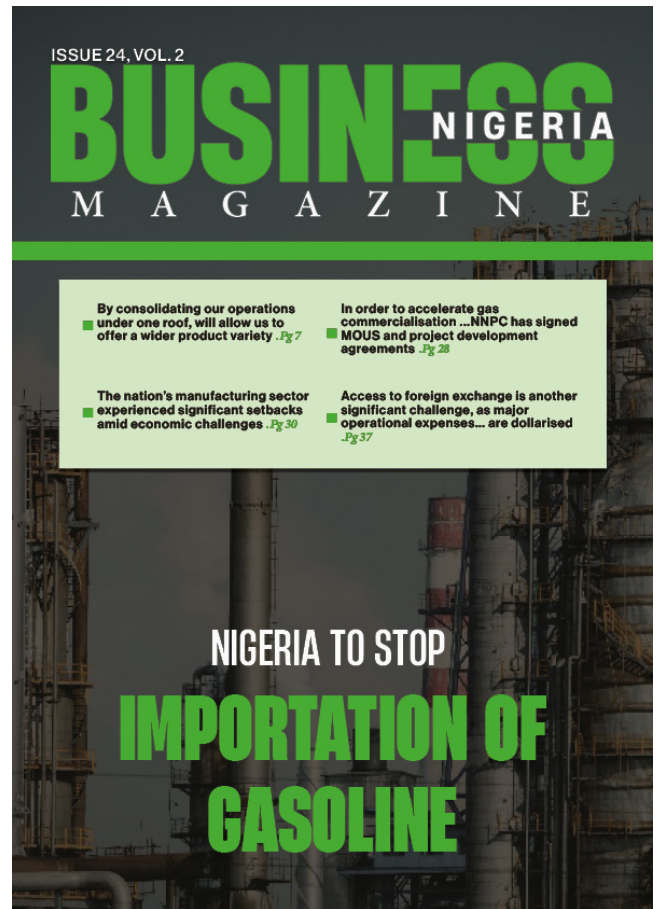 ISSUE 24, VOL. 2
BUSINESS
NIGERIA
MAGAZINE
By consolidating our operations
under one roof, will allow us to
offer a wider product variety .Pg 7
In order to accelerate gas
commercialisation ...NNPC has signed
MOUS and project development
agreements .Pg 28
The nation's manufacturing sector
experienced significant setbacks
amid economic challenges .Pg 30
Access to foreign exchange is another
significant challenge, as major
operational expenses... are dollarised
.Pg 37
NIGERIA TO STOP
IMPORTATION OF
GASOLINE